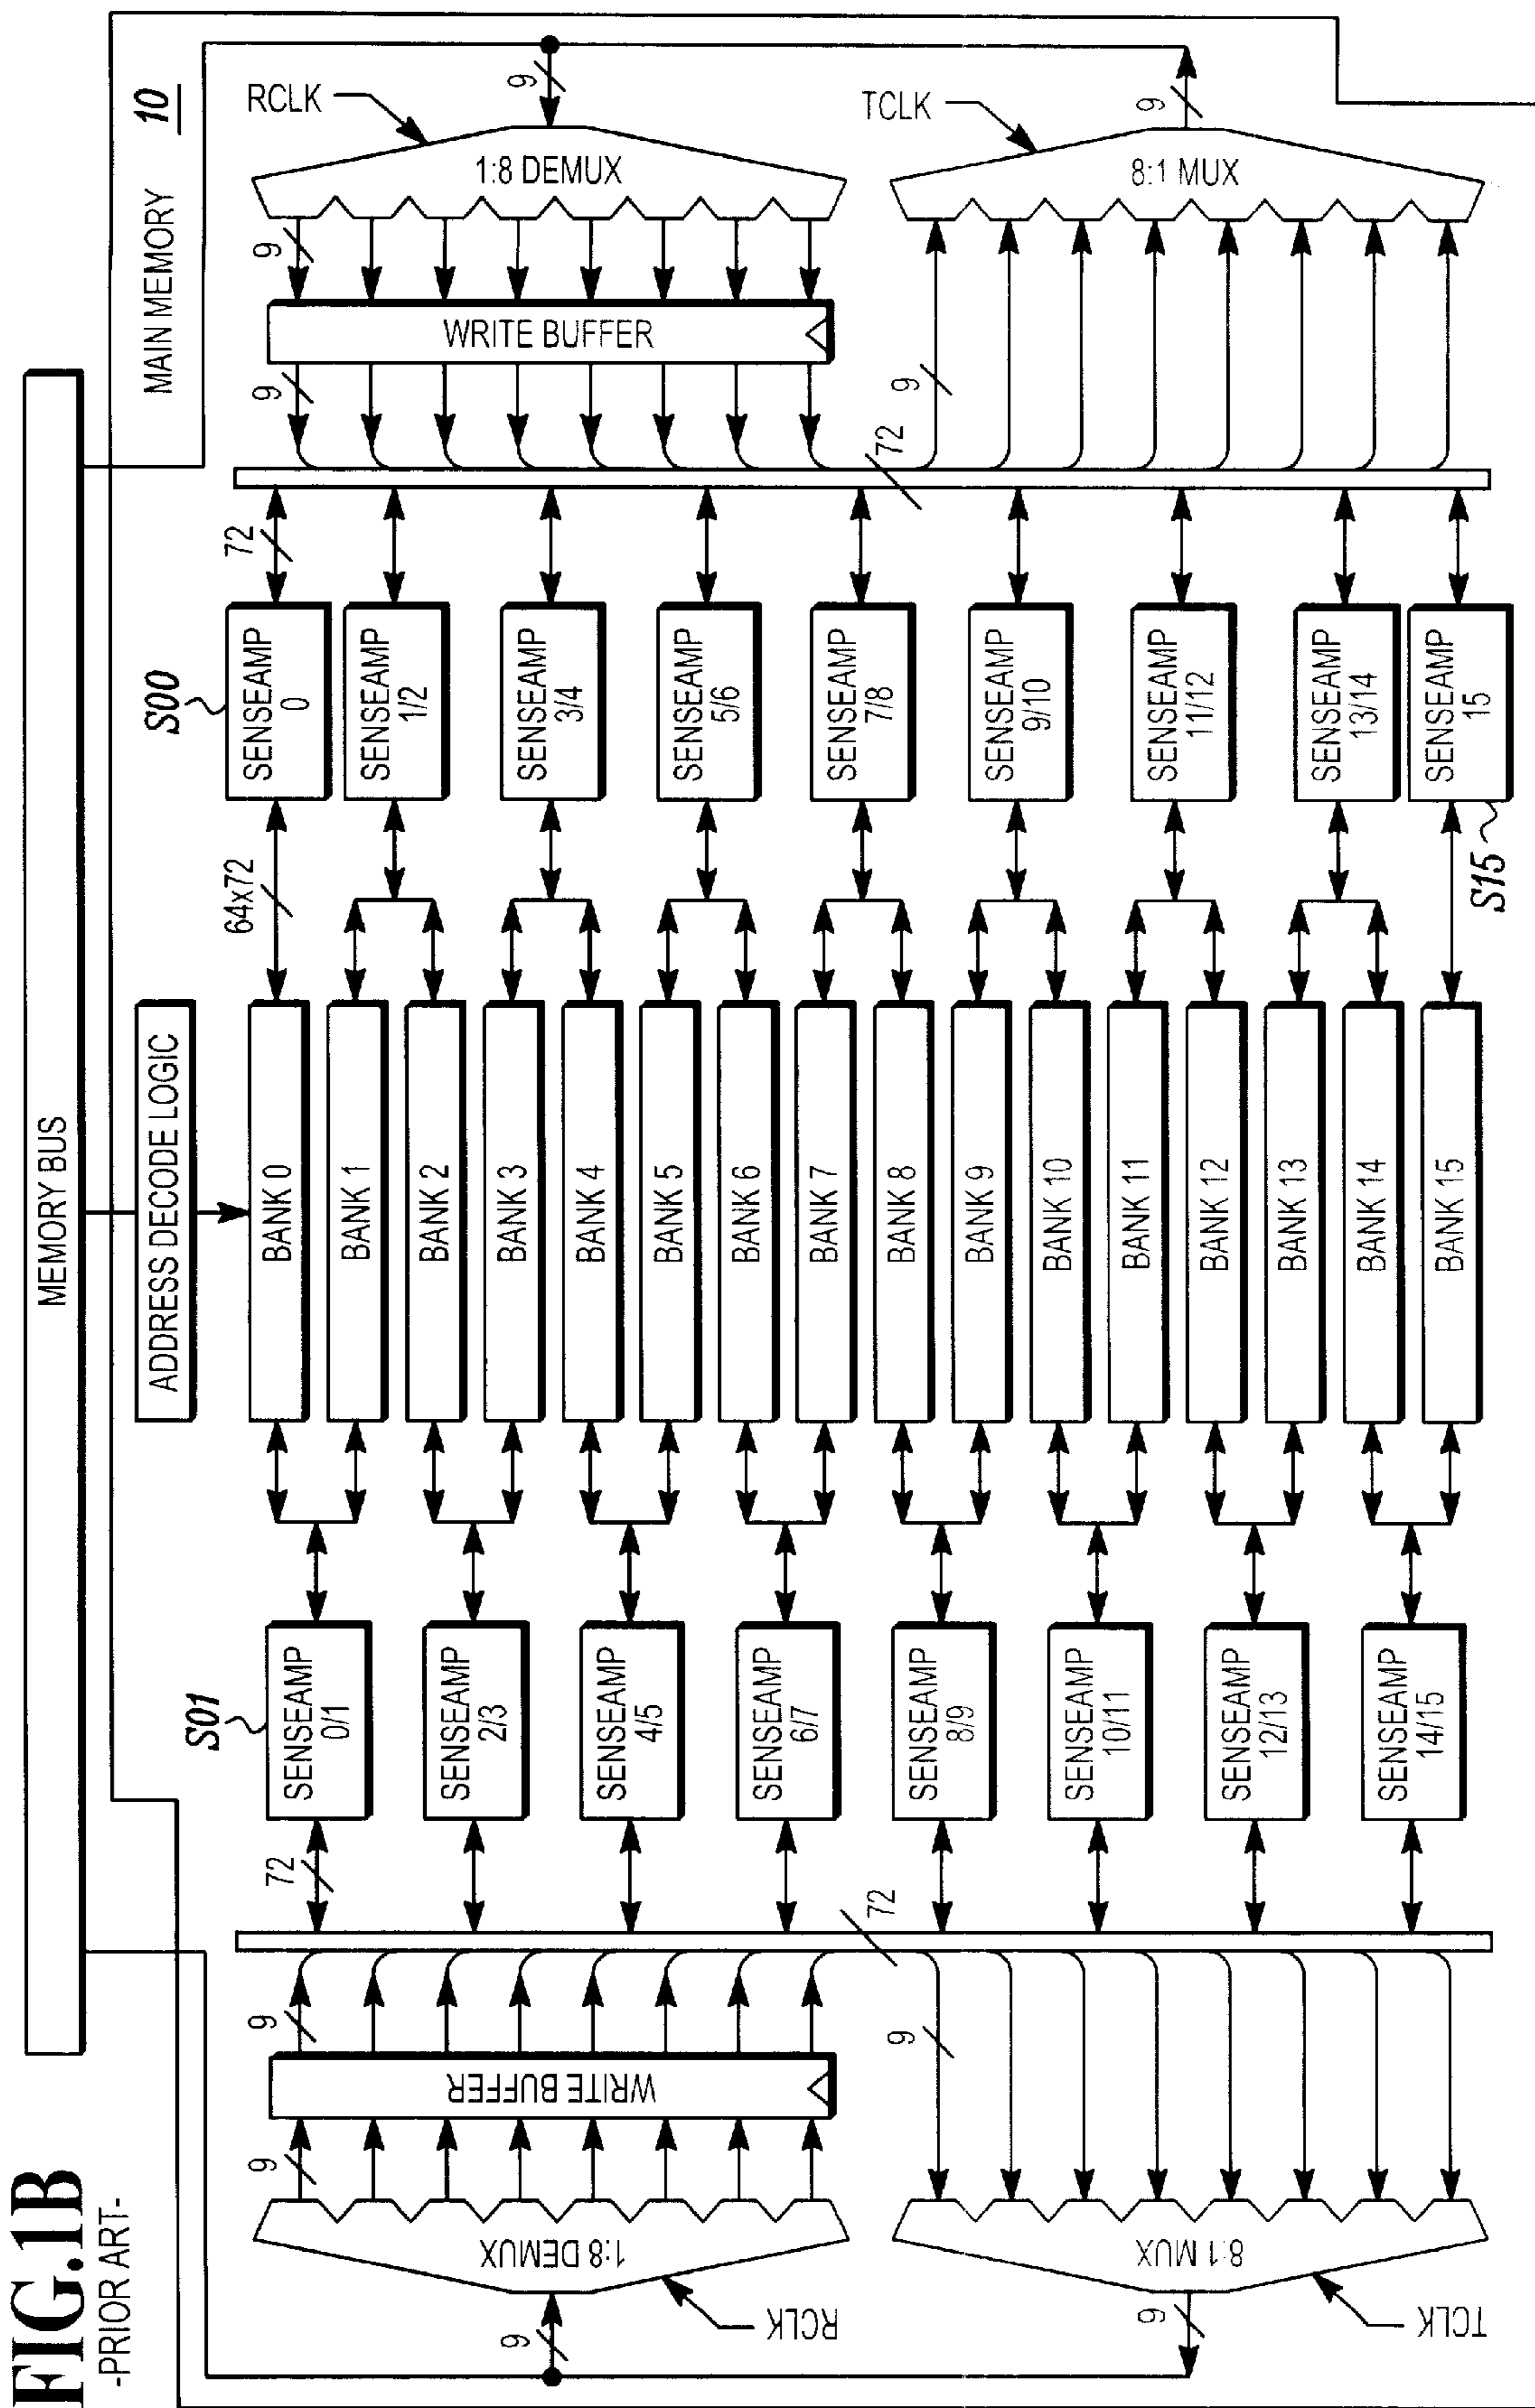 FIG.1B
-PRIOR ART-
MEMORY BUS
MAIN MEMORY
10
ADDRESS DECODE LOGIC
RCLK
9
1:8 DEMUX
9
WRITE BUFFER
9
72
TCLK
9
8:1 MUX
9
72
S00
SENSEAMP
0
SENSEAMP
1/2
SENSEAMP
3/4
SENSEAMP
5/6
SENSEAMP
7/8
SENSEAMP
9/10
SENSEAMP
11/12
SENSEAMP
13/14
SENSEAMP
15
S15
64x72
BANK 0
BANK 1
BANK 2
BANK 3
BANK 4
BANK 5
BANK 6
BANK 7
BANK 8
BANK 9
BANK 10
BANK 11
BANK 12
BANK 13
BANK 14
BANK 15
S01
SENSEAMP
0/1
SENSEAMP
2/3
SENSEAMP
4/5
SENSEAMP
6/7
SENSEAMP
8/9
SENSEAMP
10/11
SENSEAMP
12/13
SENSEAMP
14/15
72
72
9
WRITE BUFFER
9
1:8 DEMUX
9
RCLK
9
8:1 MUX
9
TCLK